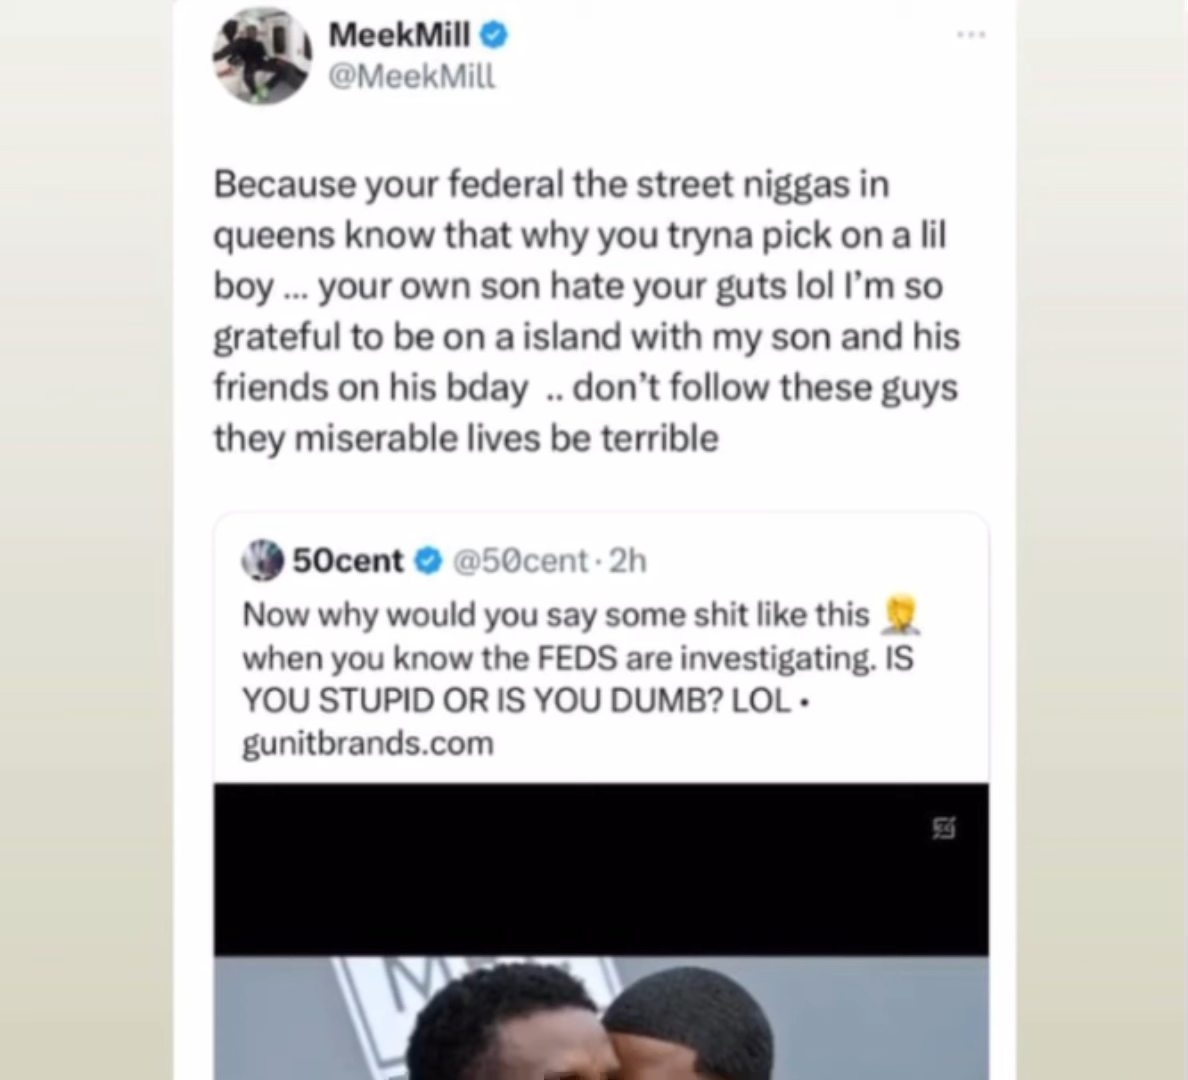 MeekMill
@MeekMill
Because your federal the street niggas in
queens know that why you tryna pick on a lil
boy ... your own son hate your guts lol I'm so
grateful to be on a island with my son and his
friends on his bday .. don't follow these guys
they miserable lives be terrible
50cent @50cent · 2h
Now why would you say some shit like this 🤦
when you know the FEDS are investigating. IS
YOU STUPID OR IS YOU DUMB? LOL •
gunitbrands.com